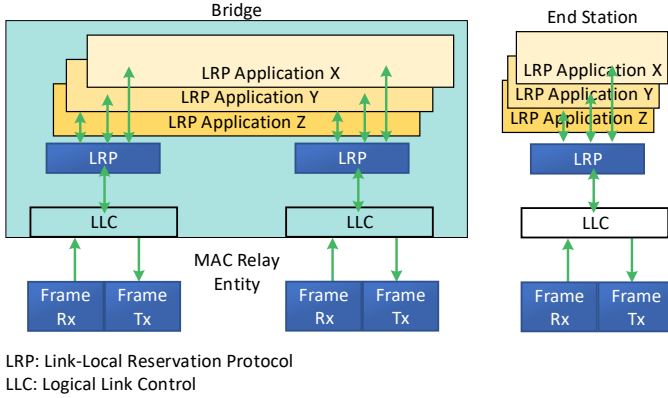 Bridge
End Station
LRP Application X
LRP Application Y
LRP Application Z
LRP
LRP
LLC
LLC
MAC Relay
Entity
Frame
Rx
Frame
Tx
Frame
Rx
Frame
Tx
LRP Application X
LRP Application Y
LRP Application Z
LRP
LLC
Frame
Rx
Frame
Tx
LRP: Link-Local Reservation Protocol
LLC: Logical Link Control